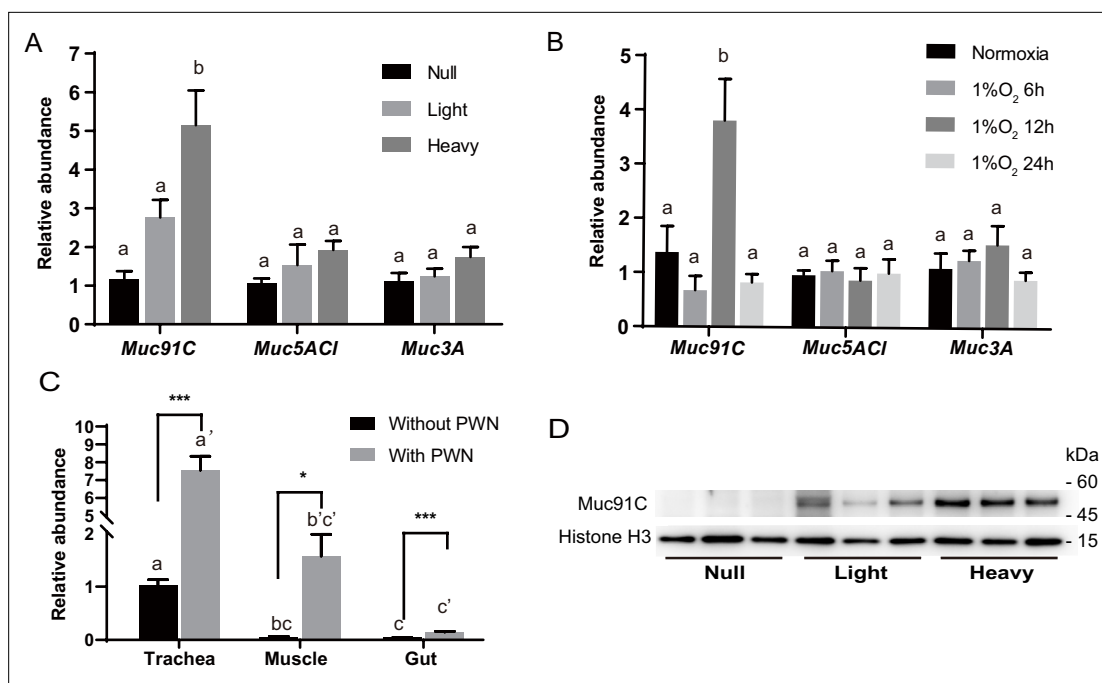 A
Relative abundance
7
6
5
4
3
2
1
0
a
a
b
a
a
a
a
a
a
Muc91C
Muc5ACl
Muc3A
Null
Light
Heavy
B
Relative abundance
5
4
3
2
1
0
a
a
b
a
a
a
a
a
a
a
a
a
Muc91C
Muc5ACl
Muc3A
Normoxia
1%O₂ 6h
1%O₂ 12h
1%O₂ 24h
C
Relative abundance
10
9
8
7
6
5
2
1
0
***
a
a’
*
bc
b’c’
***
c
c’
Trachea
Muscle
Gut
Without PWN
With PWN
D
kDa
Muc91C
- 60
- 45
Histone H3
- 15
Null
Light
Heavy